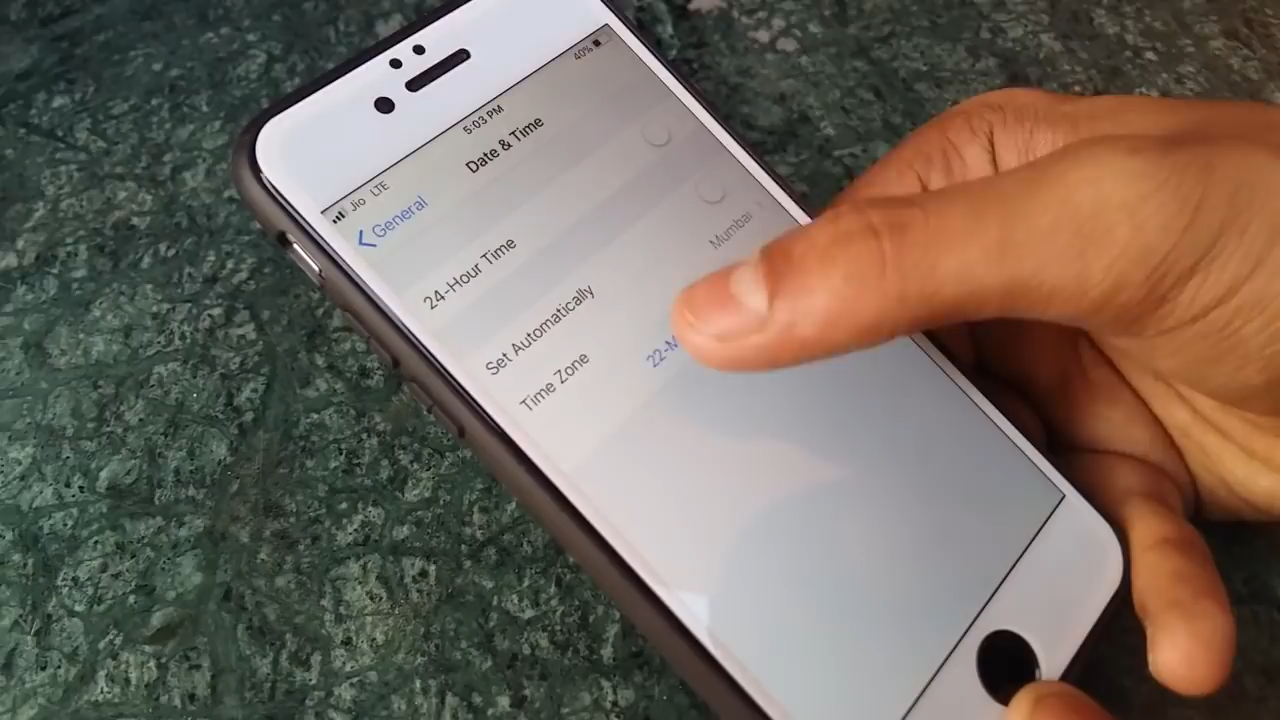 Jio LTE 5:03 PM 40%
General Date & Time
24-Hour Time
Set Automatically
Time Zone Mumbai